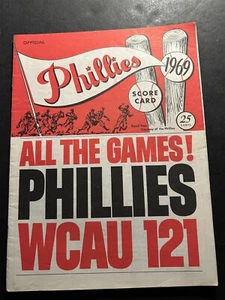 OFFICIAL
Phillies
1969
SCORE
CARD
25
CENTS
ALL THE GAMES!
PHILLIES
WCAU 121